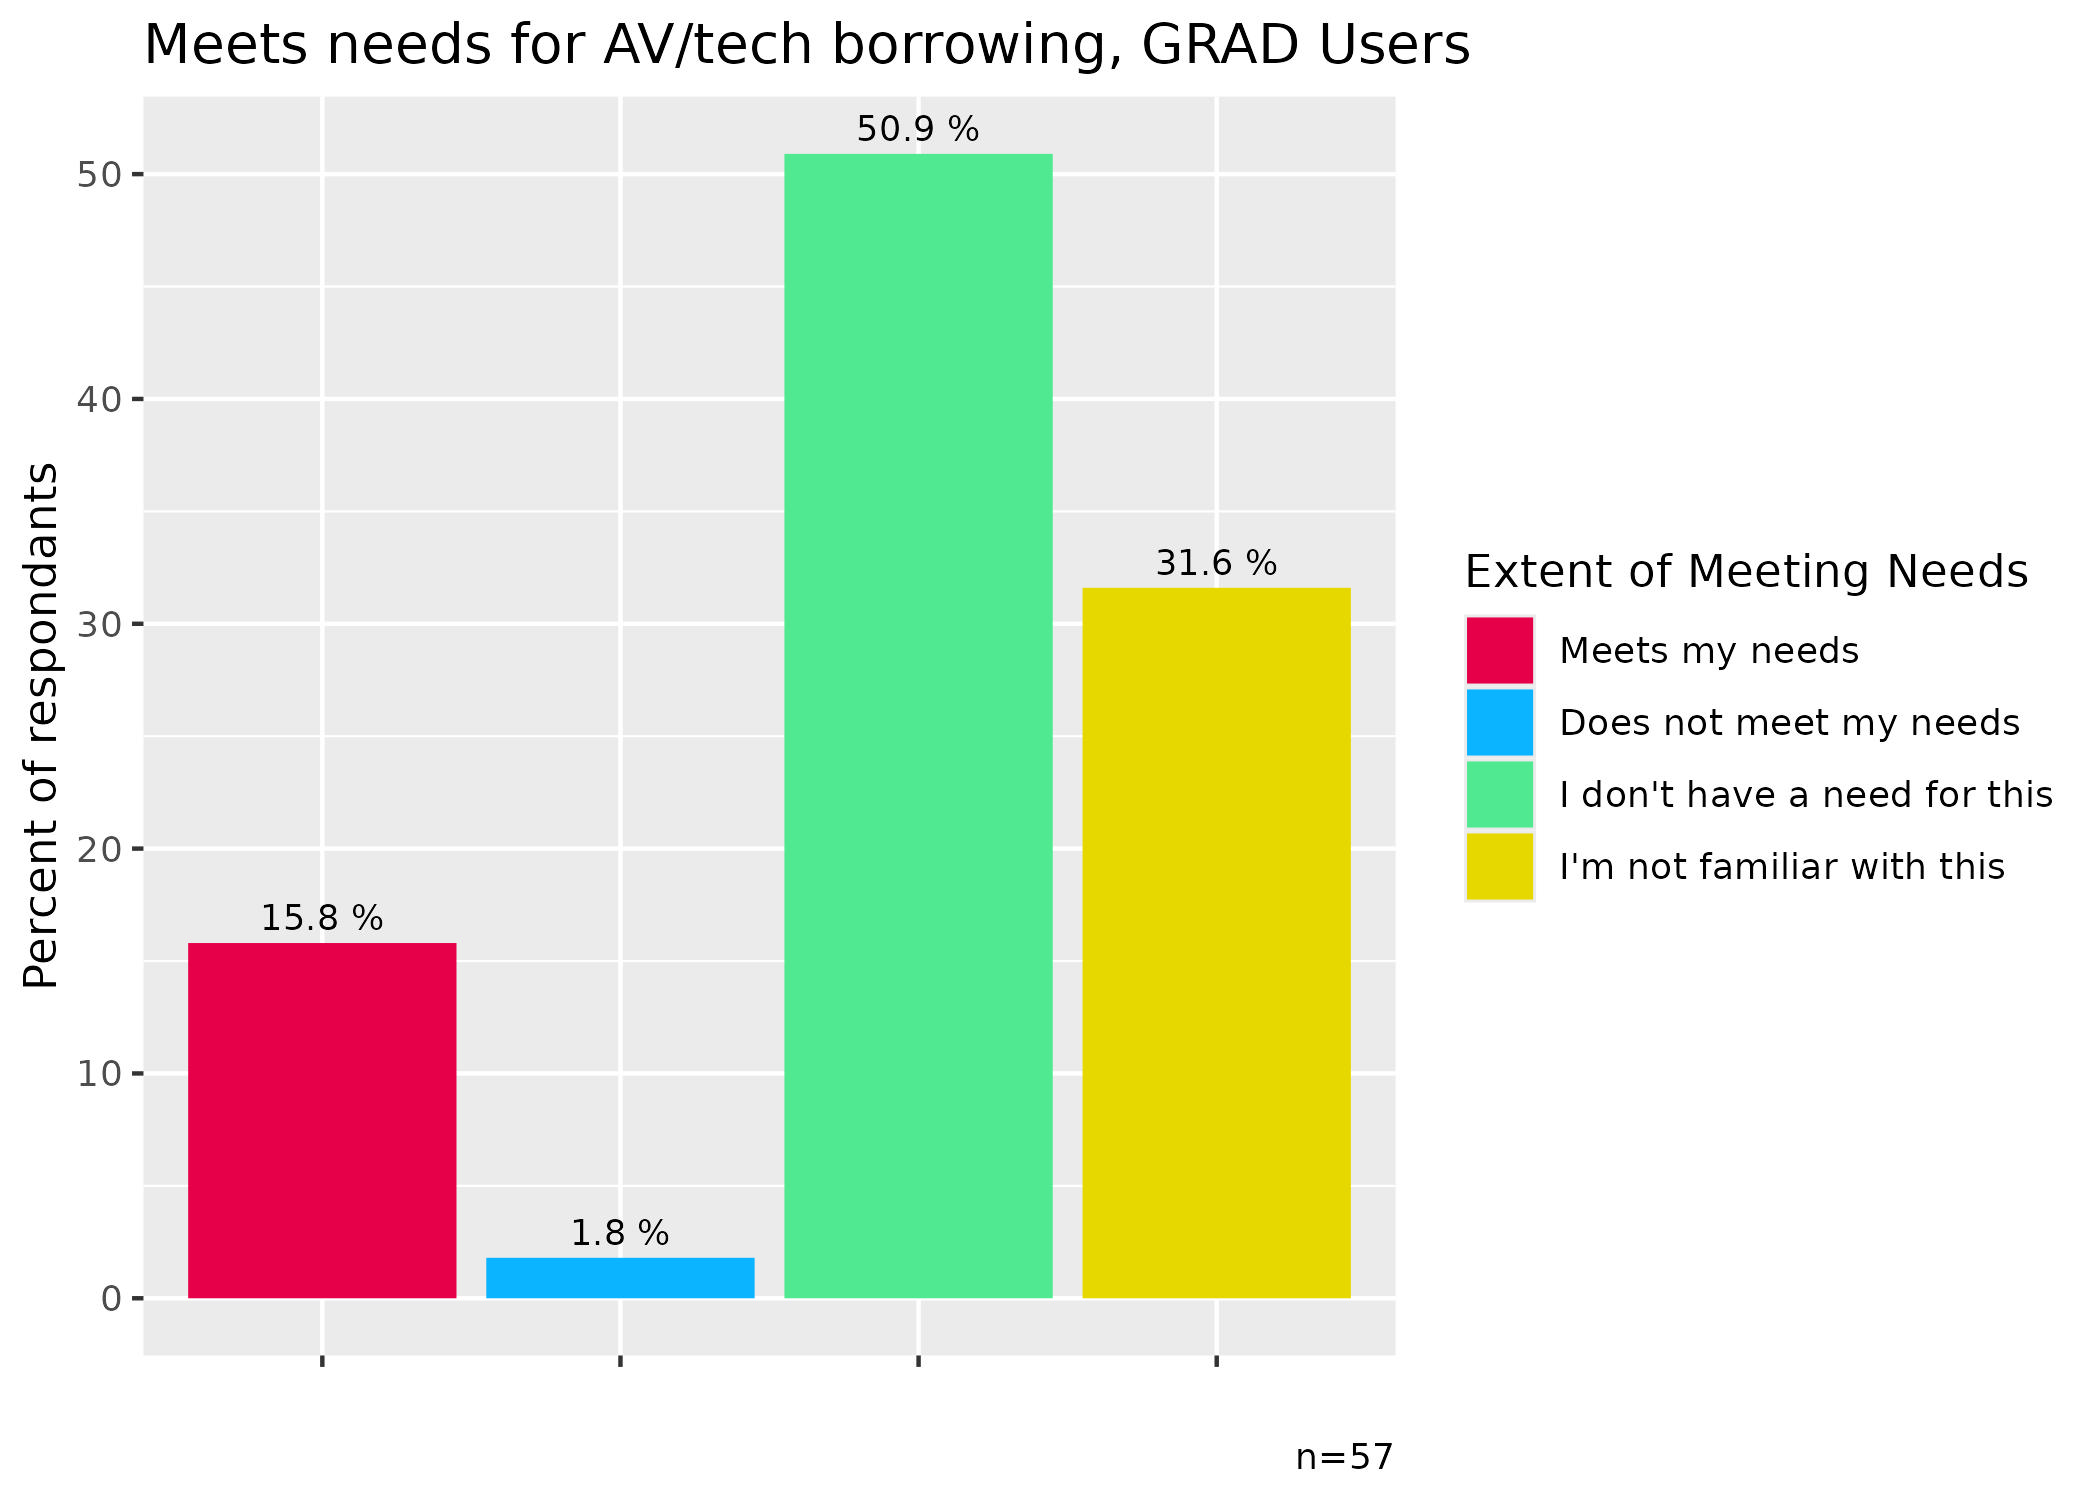 Meets needs for AV/tech borrowing, GRAD Users
Percent of respondants
50
40
30
20
10
0
15.8 %
1.8 %
50.9 %
31.6 %
Extent of Meeting Needs
Meets my needs
Does not meet my needs
I don't have a need for this
I'm not familiar with this
n=57